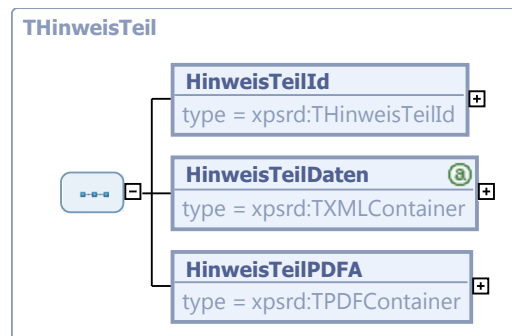 THinweisTeil
HinweisTeilId
type = xpsrd:THinweisTeilId
HinweisTeilDaten
type = xpsrd:TXMLContainer
HinweisTeilPDFA
type = xpsrd:TPDFContainer